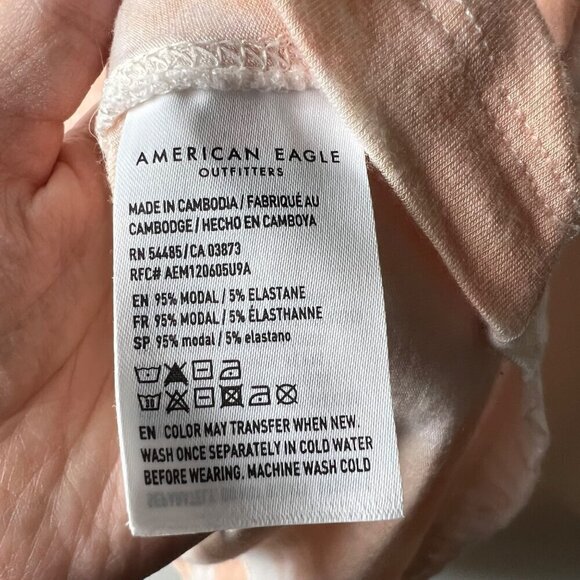 AMERICAN EAGLE
OUTFITTERS
MADE IN CAMBODIA / FABRIQUÉ AU
CAMBODGE / HECHO EN CAMBOYA
RN 54485/CA 03873
RFC# AEM120605U9A
EN 95% MODAL / 5% ELASTANE
FR 95% MODAL / 5% ÉLASTHANNE
SP 95% modal / 5% elastano
EN COLOR MAY TRANSFER WHEN NEW.
WASH ONCE SEPARATELY IN COLD WATER
BEFORE WEARING. MACHINE WASH COLD